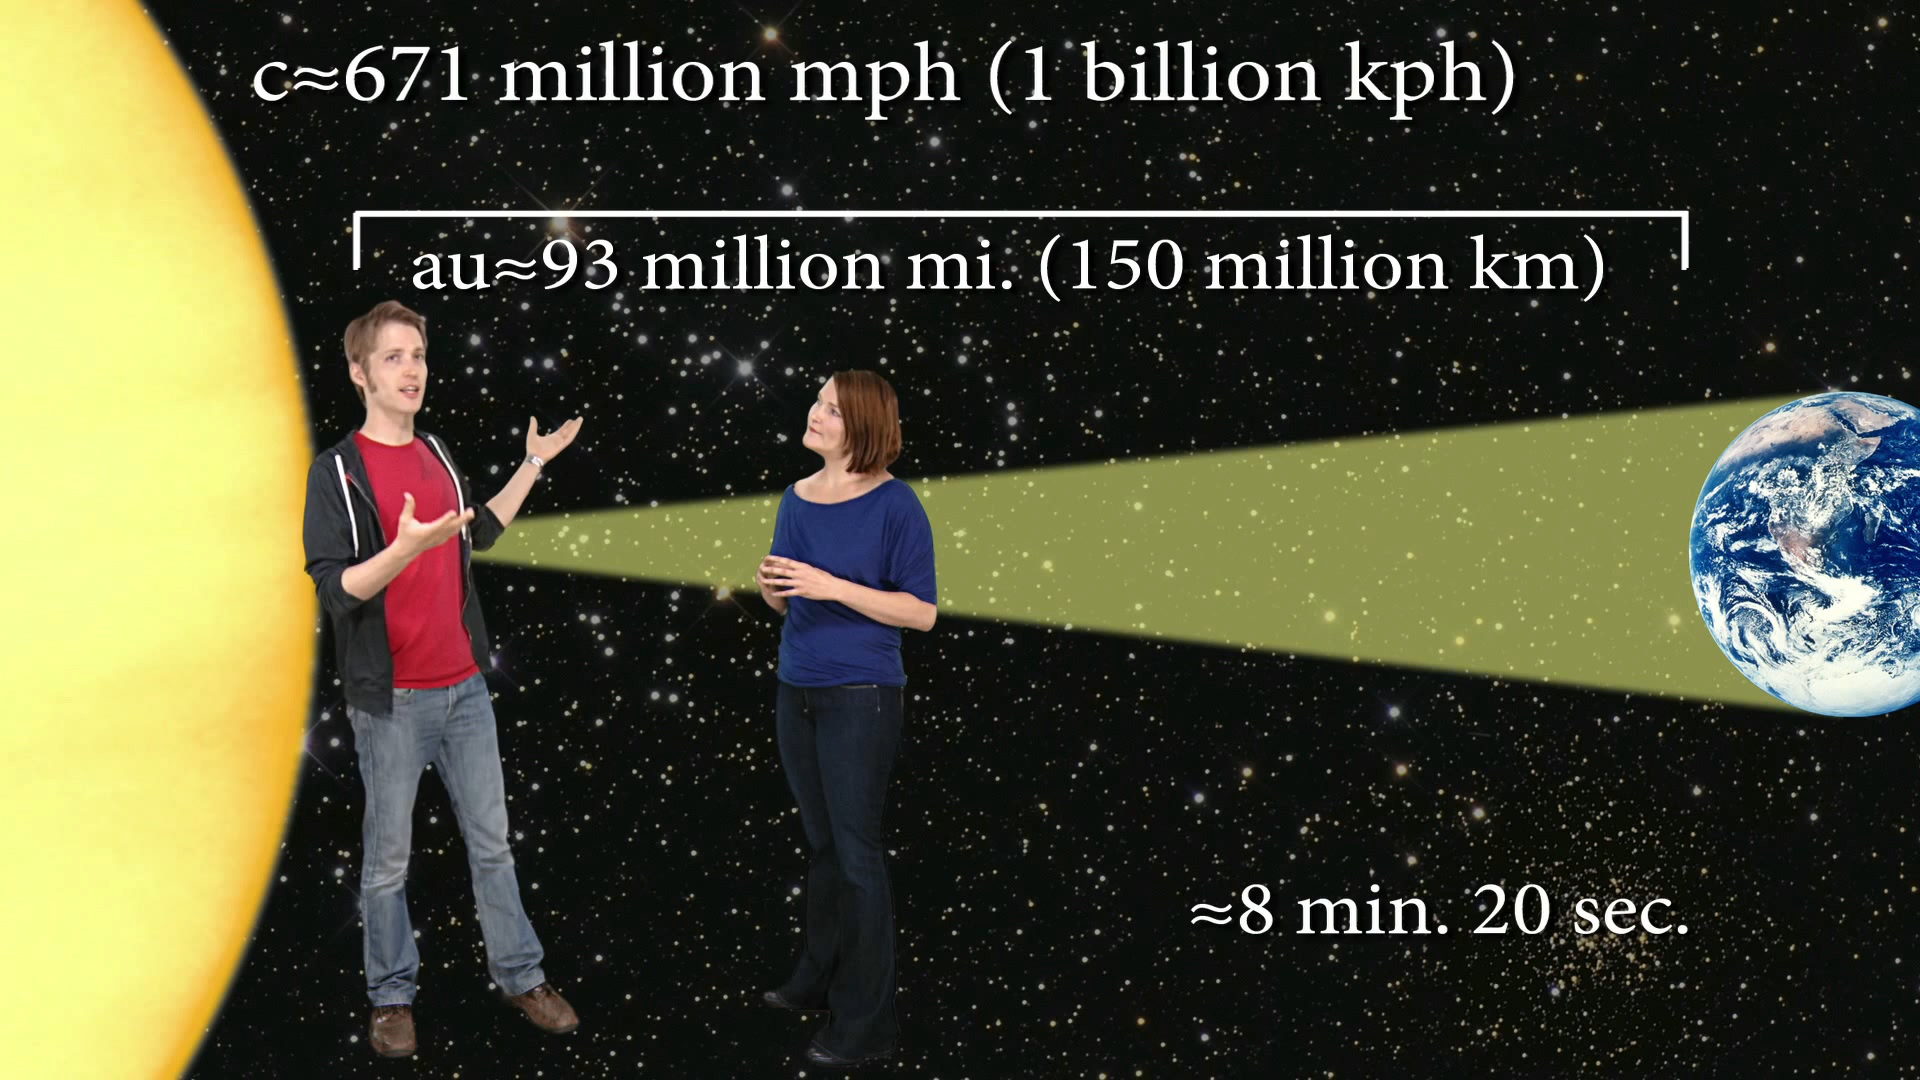 c≈671 million mph (1 billion kph)
au≈93 million mi. (150 million km)
≈8 min. 20 sec.